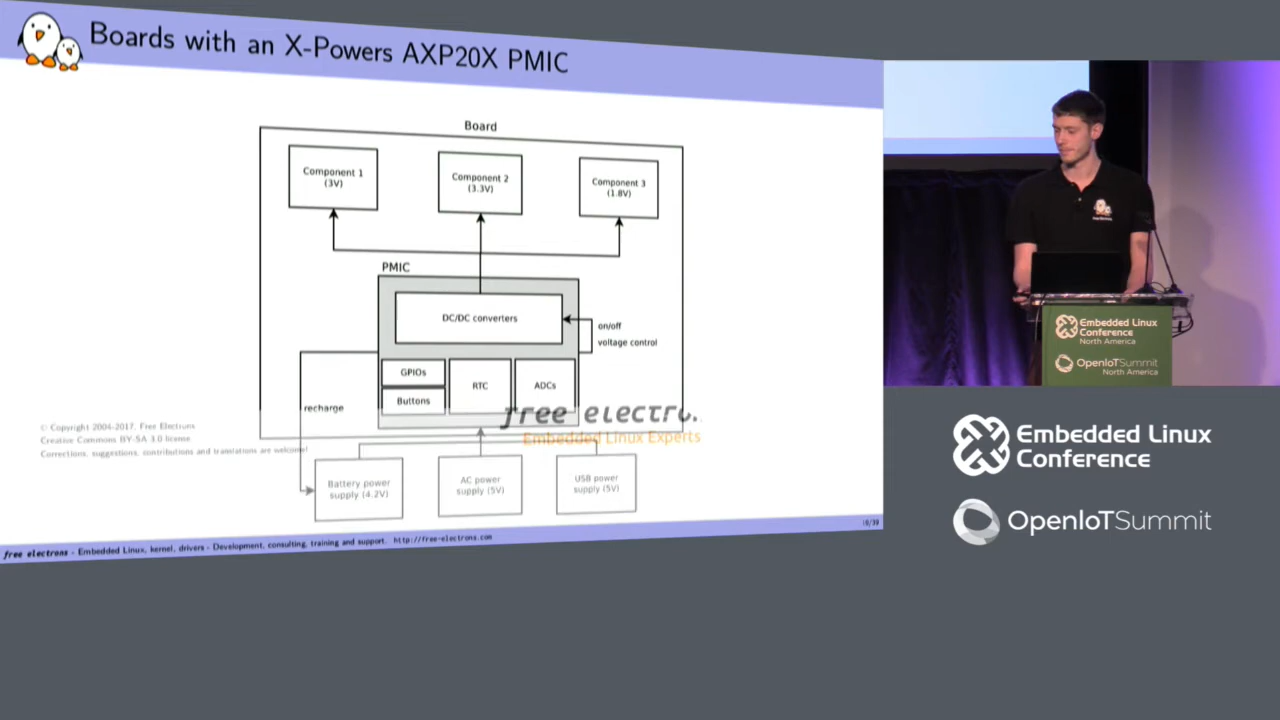 Boards with an X-Powers AXP20X PMIC
Board
Component 1
(3V)
Component 2
(3.3V)
Component 3
(1.8V)
PMIC
DC/DC converters
on/off
voltage control
GPIOs
Buttons
RTC
ADCs
recharge
free electro
Embedded Linux Experts
© Copyright 2004-2017, Free Electrons
Creative Commons BY-SA 3.0 license.
Corrections, suggestions, contributions and translations are welcome!
Battery power
supply (4.2V)
AC power
supply (5V)
USB power
supply (5V)
free electrons - Embedded Linux, kernel, drivers - Development, consulting, training and support. http://free-electrons.com
Embedded Linux
Conference
North America
OpenIoTSummit
North America
Embedded Linux
Conference
OpenIoTSummit